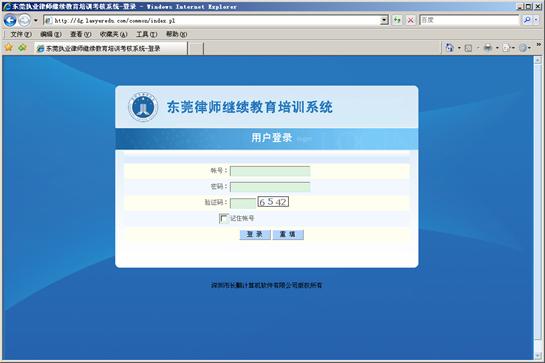 东莞执业律师继续教育培训考核系统-登录 - Windows Internet Explorer
http://dg.lawyeredu.com/common/index.pl
百度
文件(F) 编辑(E) 查看(V) 收藏夹(A) 工具(T) 帮助(H)
东莞执业律师继续教育培训考核系统-登录
东莞律师继续教育培训系统
用户登录 login
帐号：
密码：
验证码： 6542
记住帐号
登 录 重 填
深圳市长鹏计算机软件有限公司版权所有